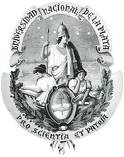 UNIVERSIDAD NACIONAL DE LA PLATA
PRO SCIENTIA ET PATRIA